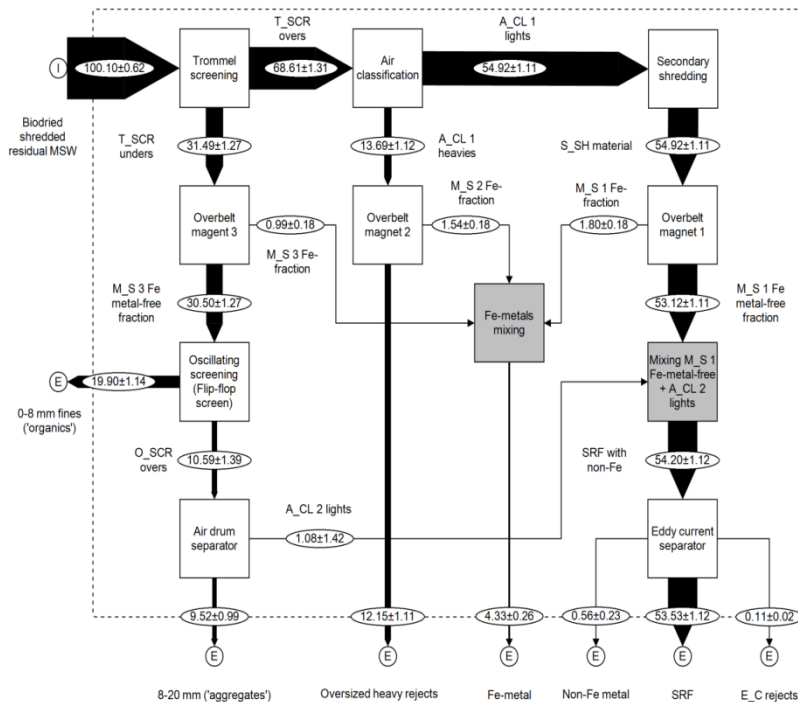 T_SCR
overs
A_CL 1
lights
I
100.10±0.62
Trommel
screening
68.61±1.31
Air
classification
54.92±1.11
Secondary
shredding
Biodried
shredded
residual MSW
T_SCR
unders
31.49±1.27
13.69±1.12
A_CL 1
heavies
S_SH material
54.92±1.11
Overbelt
magent 3
0.99±0.18
M_S 3 Fe-
fraction
Overbelt
magnet 2
M_S 2 Fe-
fraction
1.54±0.18
M_S 1 Fe-
fraction
1.80±0.18
Overbelt
magnet 1
M_S 3 Fe
metal-free
fraction
30.50±1.27
Fe-metals
mixing
53.12±1.11
M_S 1 Fe
metal-free
fraction
E
19.90±1.14
0-8 mm fines
('organics')
Oscillating
screening
(Flip-flop
screen)
Mixing M_S 1
Fe-metal-free
+ A_CL 2
lights
O_SCR
overs
10.59±1.39
SRF with
non-Fe
54.20±1.12
Air drum
separator
A_CL 2 lights
1.08±1.42
Eddy current
separator
9.52±0.99
12.15±1.11
4.33±0.26
0.56±0.23
53.53±1.12
0.11±0.02
E
E
E
E
E
E
8-20 mm ('aggregates')
Oversized heavy rejects
Fe-metal
Non-Fe metal
SRF
E_C rejects